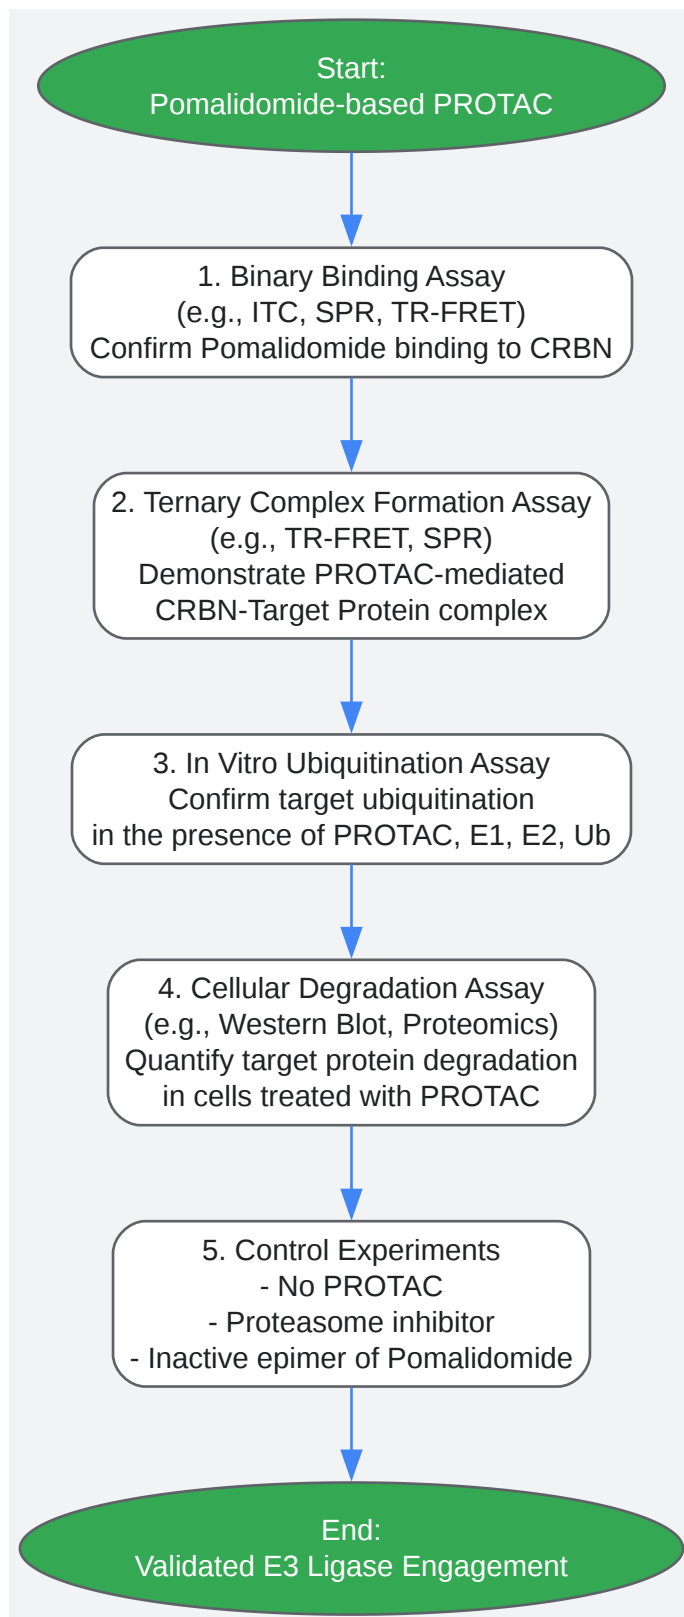 Start:
Pomalidomide-based PROTAC
1. Binary Binding Assay
(e.g., ITC, SPR, TR-FRET)
Confirm Pomalidomide binding to CRBN
2. Ternary Complex Formation Assay
(e.g., TR-FRET, SPR)
Demonstrate PROTAC-mediated
CRBN-Target Protein complex
3. In Vitro Ubiquitination Assay
Confirm target ubiquitination
in the presence of PROTAC, E1, E2, Ub
4. Cellular Degradation Assay
(e.g., Western Blot, Proteomics)
Quantify target protein degradation
in cells treated with PROTAC
5. Control Experiments
- No PROTAC
- Proteasome inhibitor
- Inactive epimer of Pomalidomide
End:
Validated E3 Ligase Engagement